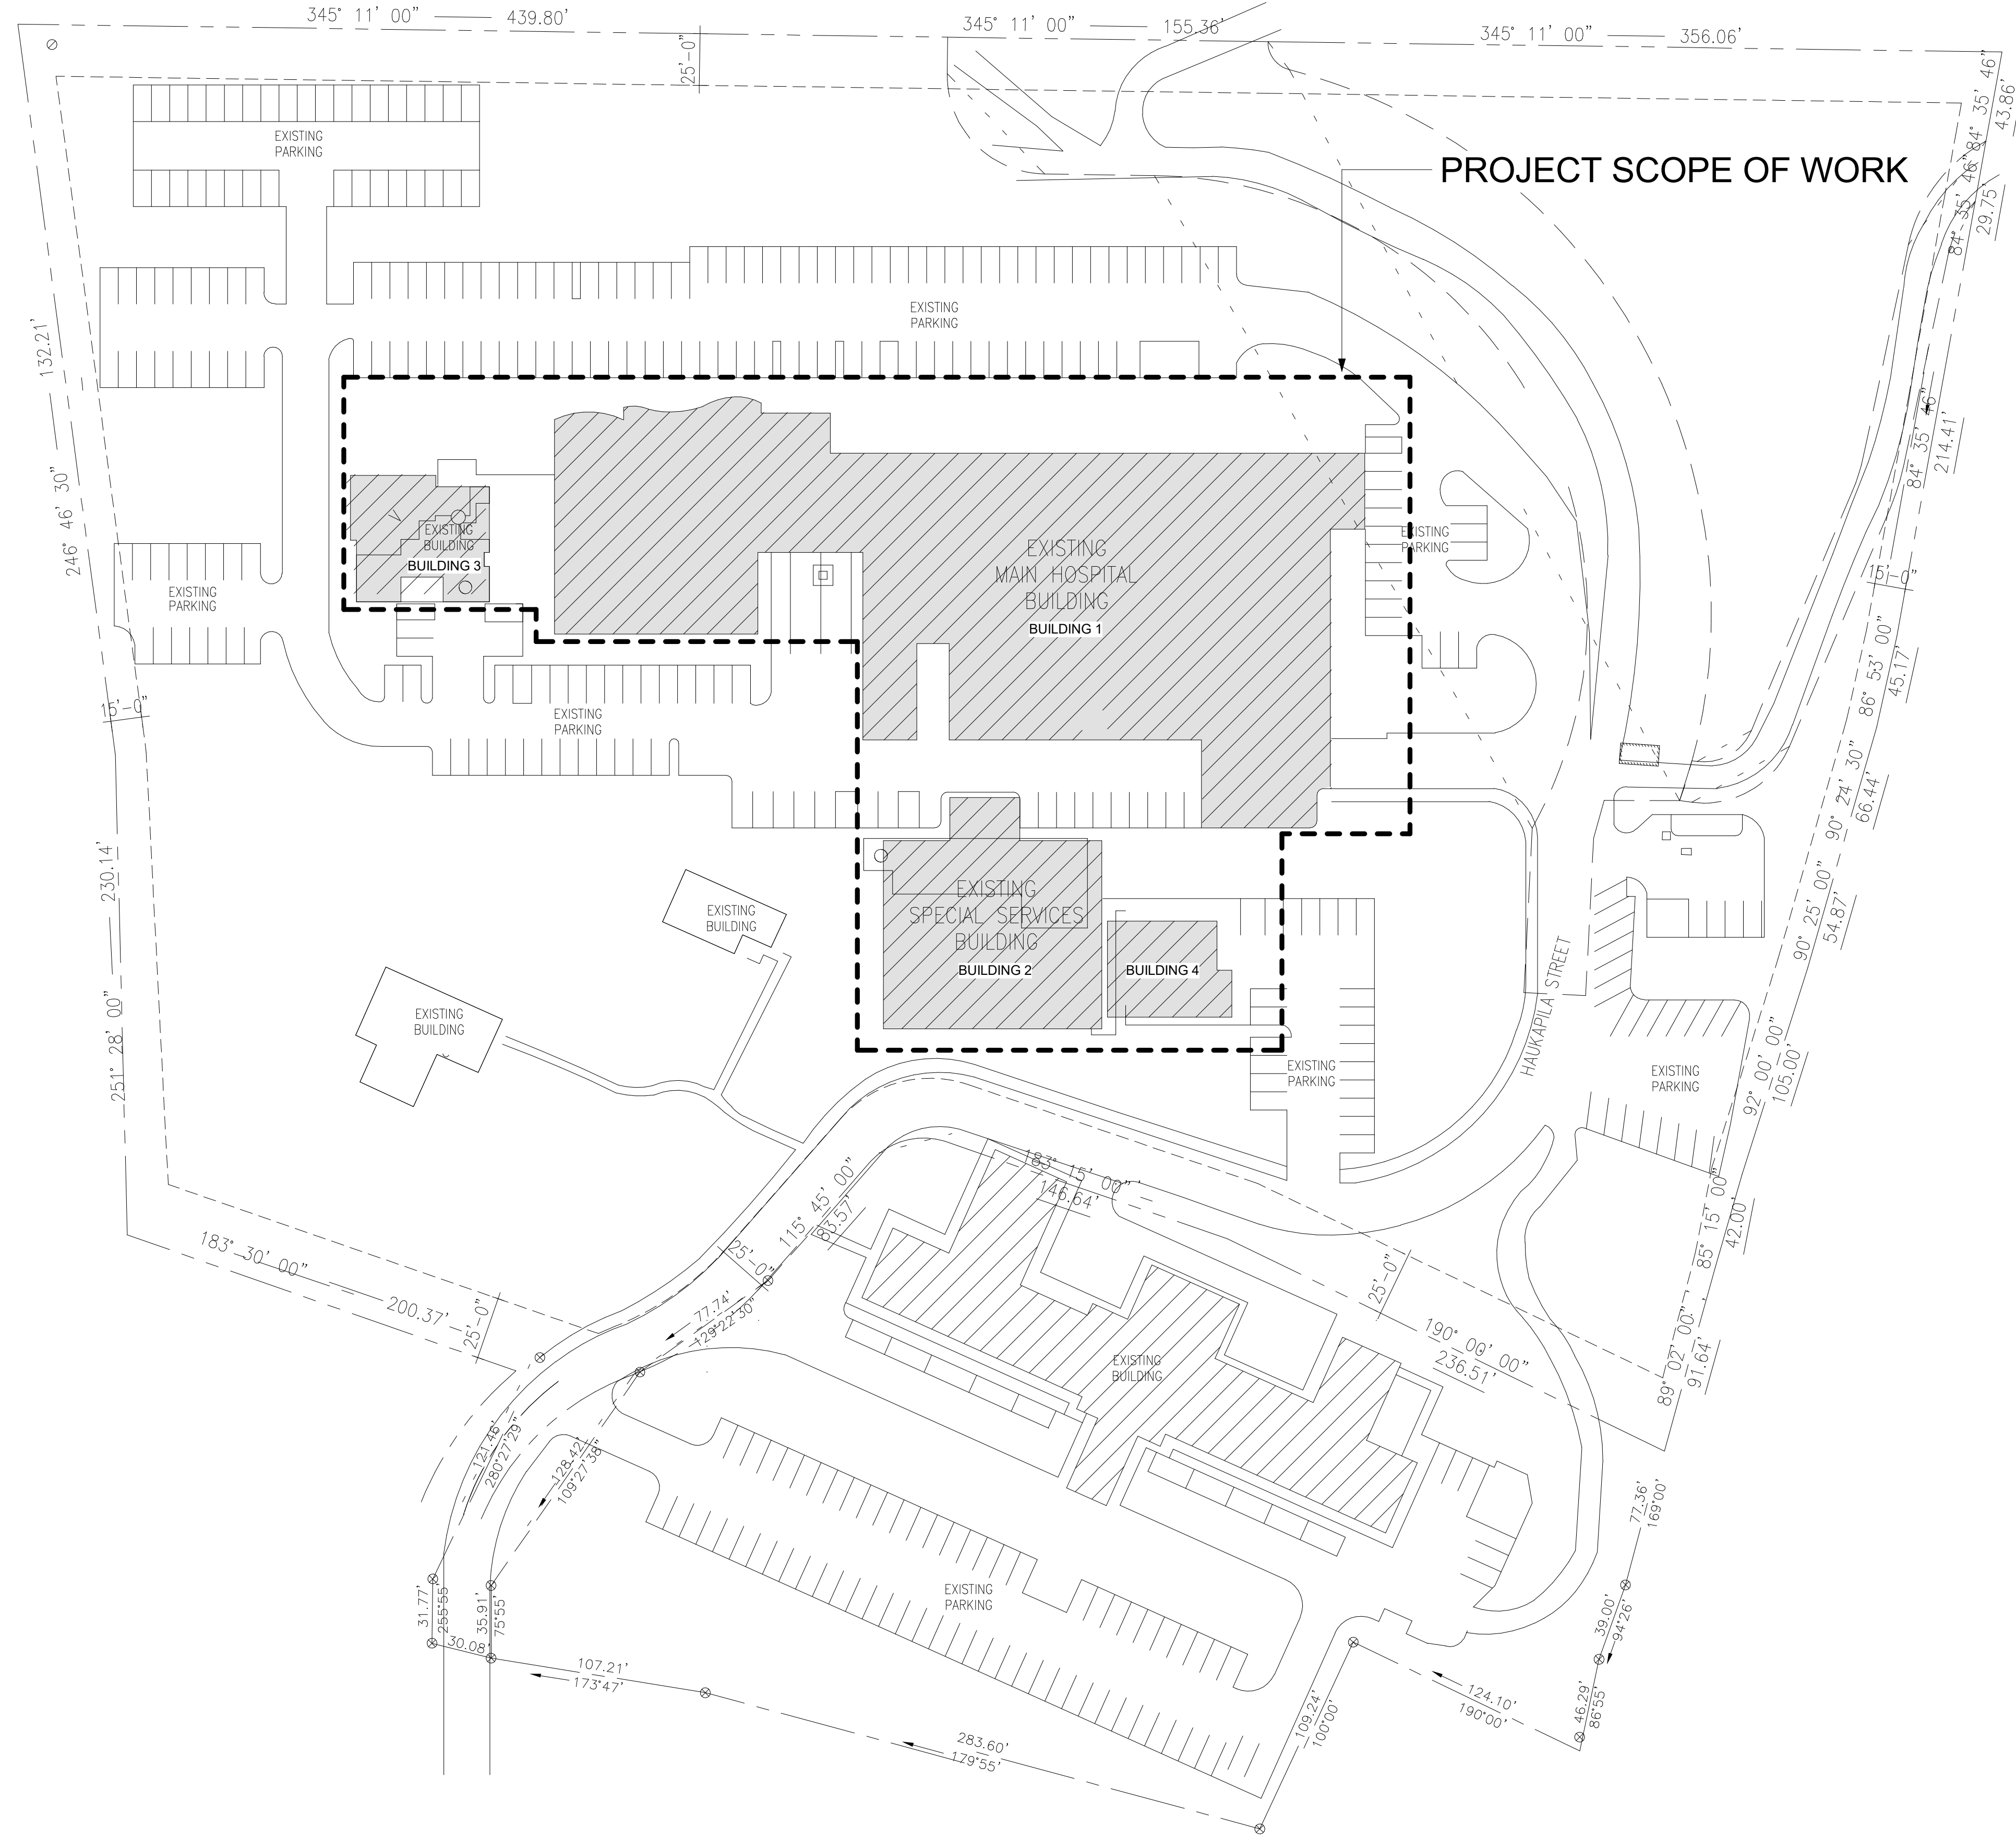 345° 11' 00" 439.80'
345° 11' 00" 155.36'
345° 11' 00" 356.06'
25'-0"
84° 35' 46"
43.86'
EXISTING
PARKING
PROJECT SCOPE OF WORK
84° 35' 46"
29.75'
EXISTING
PARKING
132.21'
246° 46' 30"
84° 35' 46"
214.41'
EXISTING
BUILDING
BUILDING 3
EXISTING
MAIN HOSPITAL
BUILDING
BUILDING 1
EXISTING
PARKING
EXISTING
PARKING
15'-0"
86° 53' 00"
45.17'
15'-0"
EXISTING
PARKING
90° 24' 30"
66.44'
230.14'
251° 28' 00"
EXISTING
BUILDING
EXISTING
SPECIAL SERVICES
BUILDING
BUILDING 2
BUILDING 4
90° 25' 00"
54.87'
EXISTING
BUILDING
HAUKAPILA STREET
EXISTING
PARKING
EXISTING
PARKING
92° 00' 00"
105.00'
183° 15' 00"
146.64'
115° 45' 00"
83.57'
85° 15' 00"
42.00'
183° 30' 00"
200.37'
25'-0"
25'-0"
25'-0"
77.74'
129°22'30"
190° 00' 00"
236.51'
89° 02' 00"
91.64'
EXISTING
BUILDING
121.46'
280°27'29"
128.42'
109°27'38"
77.36'
169°00'
EXISTING
PARKING
31.77'
255°55'
35.91'
75°55'
30.08'
39.00'
94°26'
107.21'
173°47'
109.24'
100°00'
124.10'
190°00'
46.29'
86°55'
283.60'
179°55'